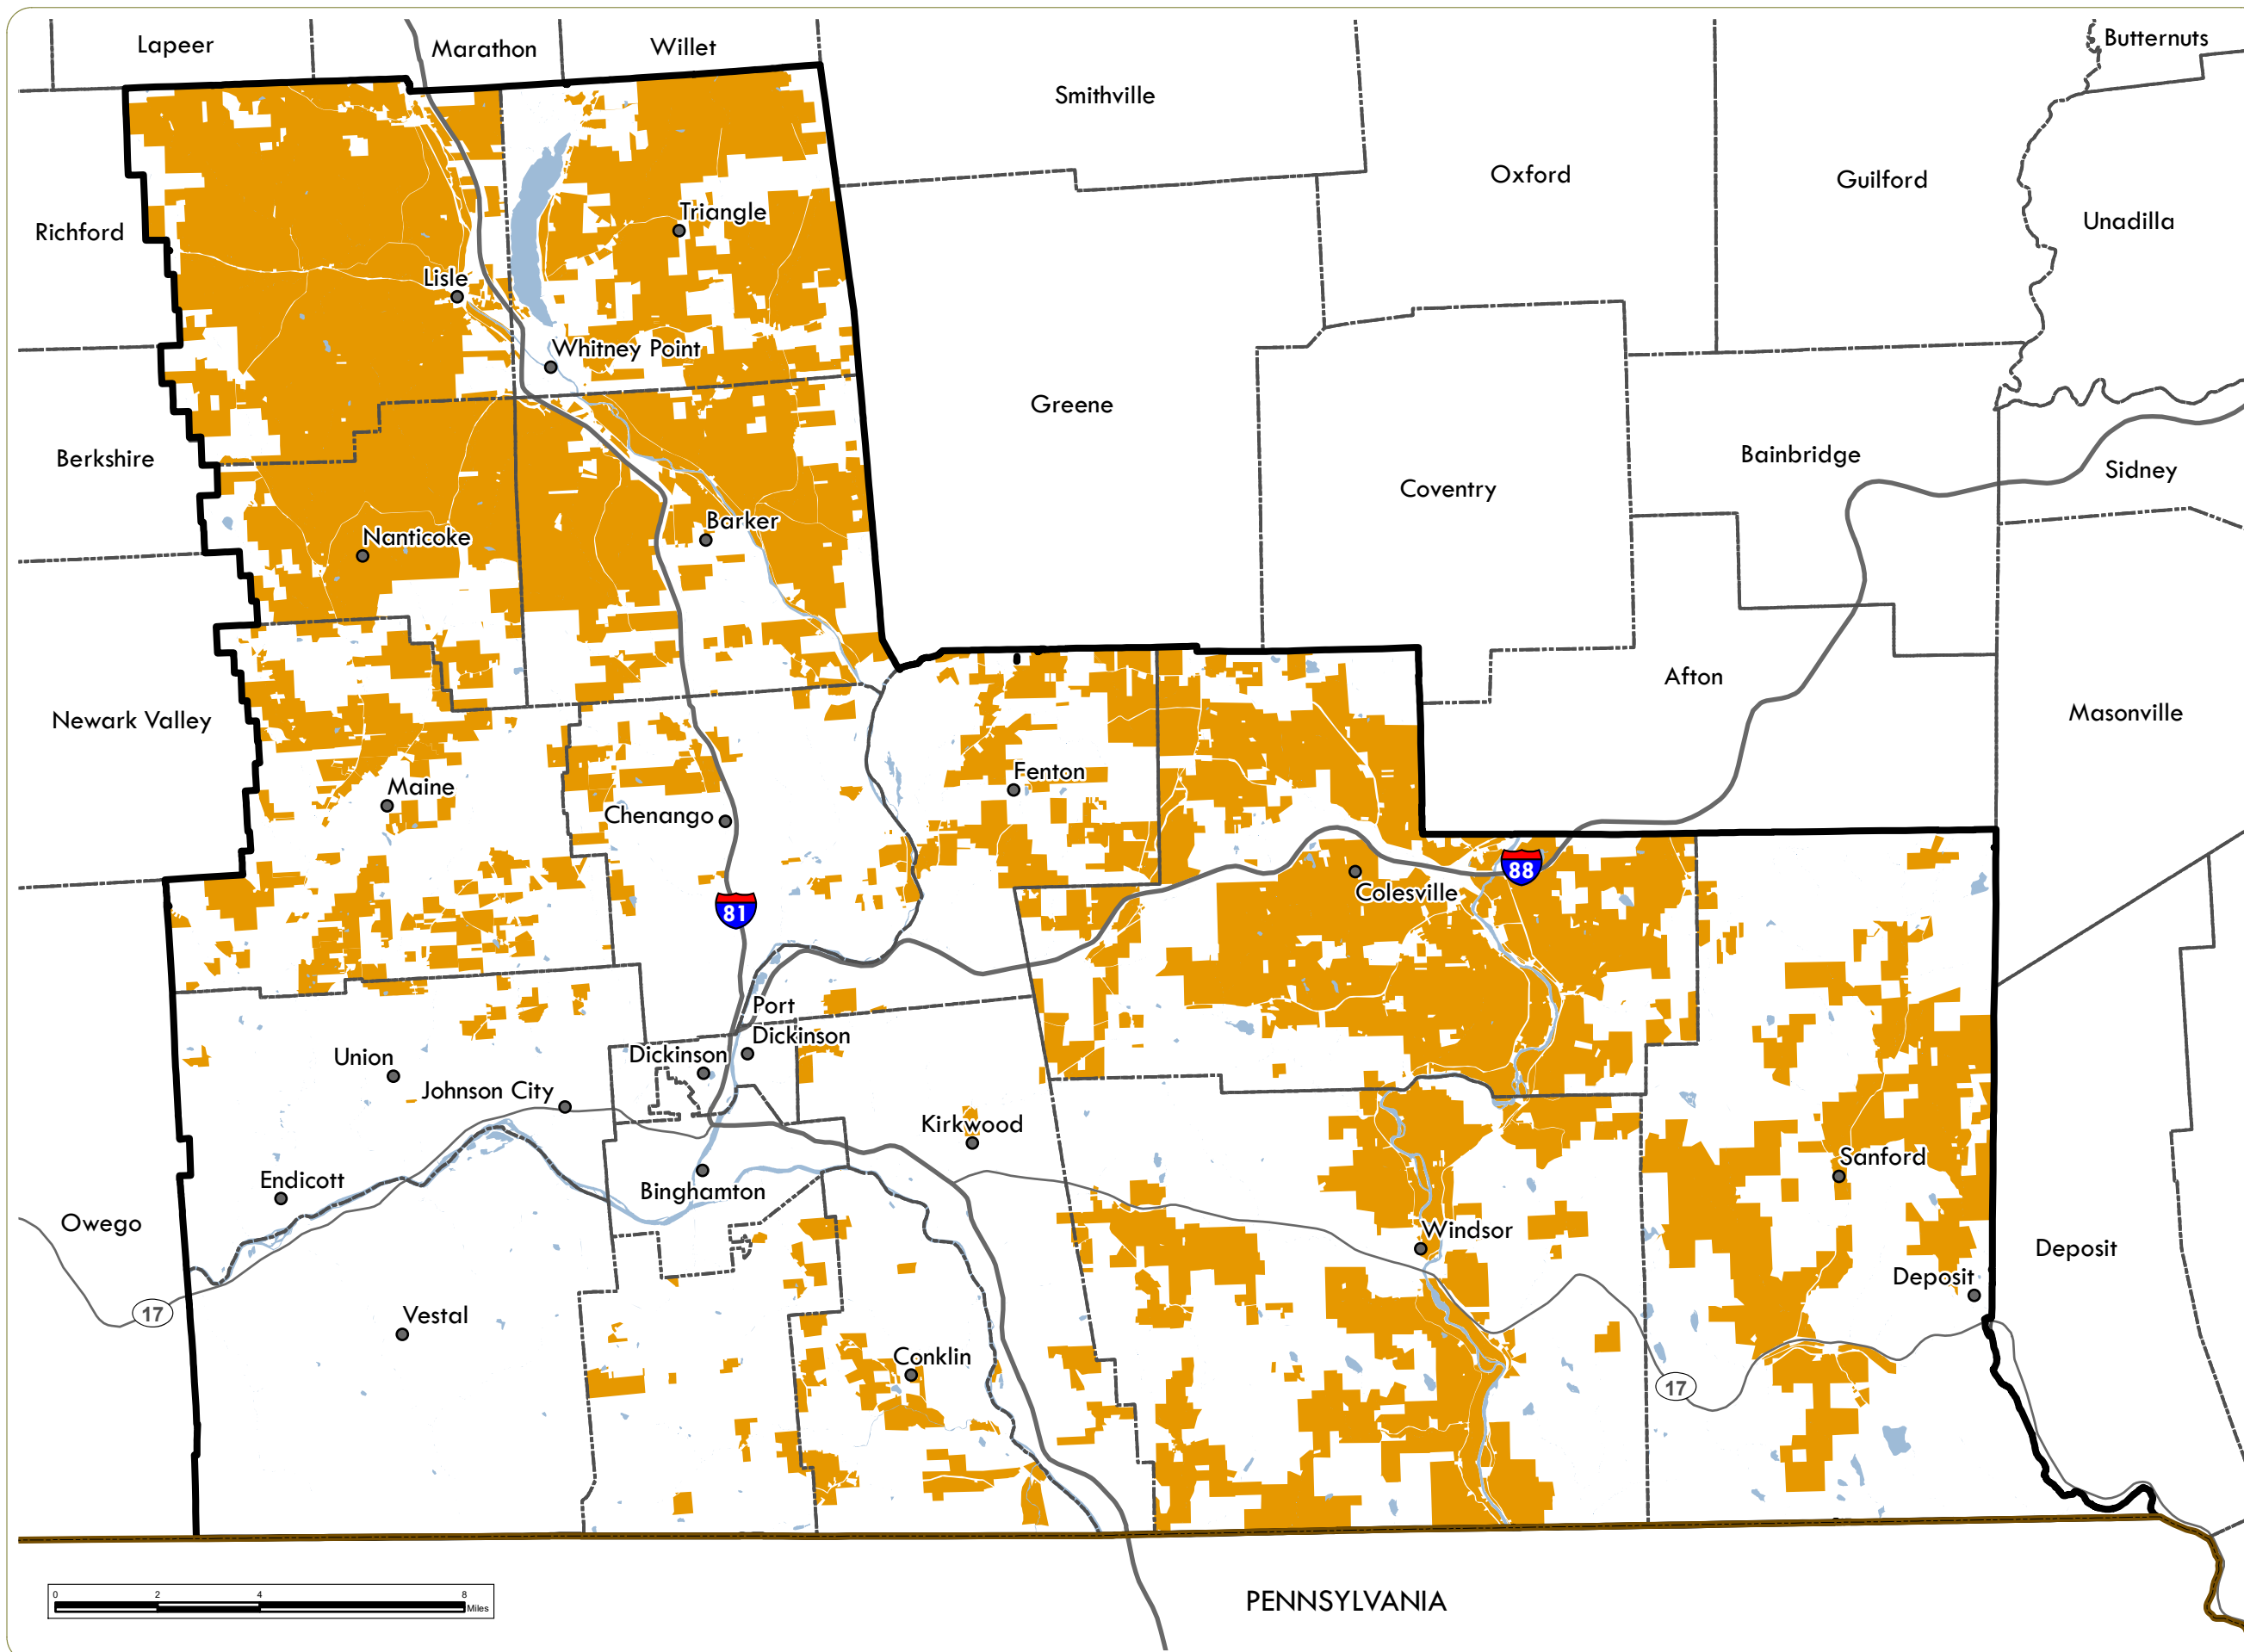 Lapeer
Marathon
Willet
Butternuts
Smithville
Oxford
Guilford
Unadilla
Richford
Triangle
Lisle
Whitney Point
Greene
Berkshire
Bainbridge
Sidney
Coventry
Nanticoke
Barker
Afton
Newark Valley
Masonville
Maine
Fenton
Chenango
88
Colesville
81
Port
Dickinson
Dickinson
Union
Johnson City
Kirkwood
Sanford
Endicott
Binghamton
Owego
Windsor
Deposit
Deposit
17
Vestal
Conklin
17
0 2 4 8
Miles
PENNSYLVANIA